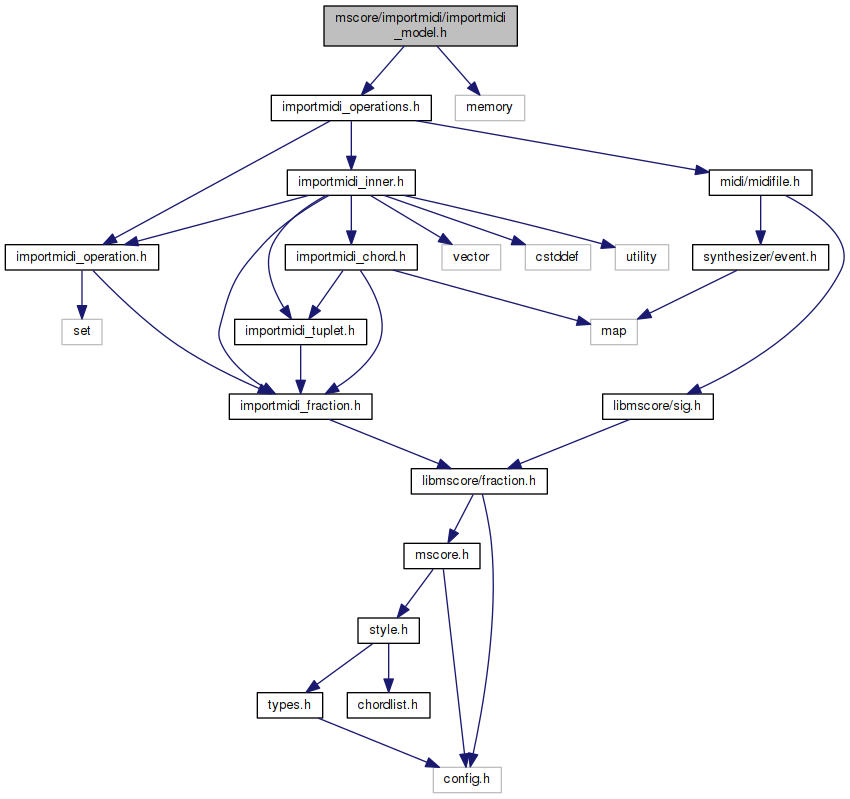 mscore/importmidi/importmidi
_model.h
importmidi_operations.h
memory
importmidi_inner.h
midi/midifile.h
importmidi_operation.h
importmidi_chord.h
vector
cstddef
utility
synthesizer/event.h
set
importmidi_tuplet.h
map
importmidi_fraction.h
libmscore/sig.h
libmscore/fraction.h
mscore.h
style.h
types.h
chordlist.h
config.h